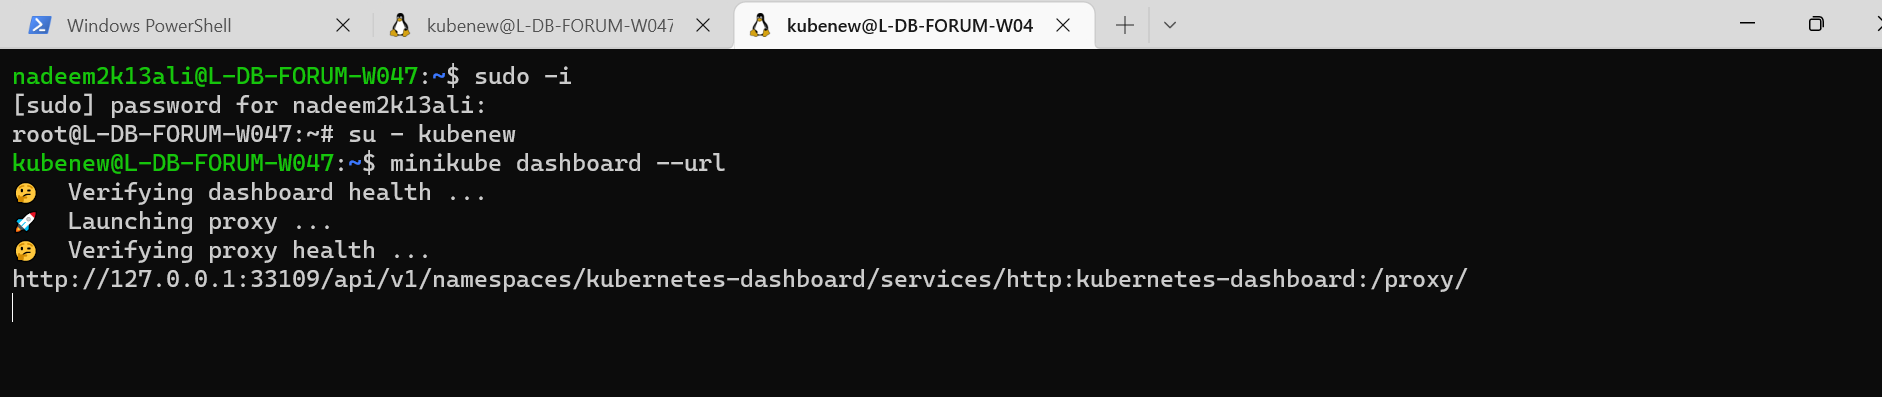 Windows PowerShell
kubenew@L-DB-FORUM-W047
kubenew@L-DB-FORUM-W04
nadeem2k13ali@L-DB-FORUM-W047:~$ sudo -i
[sudo] password for nadeem2k13ali:
root@L-DB-FORUM-W047:~# su - kubenew
kubenew@L-DB-FORUM-W047:~$ minikube dashboard --url
🤔  Verifying dashboard health ...
🚀  Launching proxy ...
🤔  Verifying proxy health ...
http://127.0.0.1:33109/api/v1/namespaces/kubernetes-dashboard/services/http:kubernetes-dashboard:/proxy/